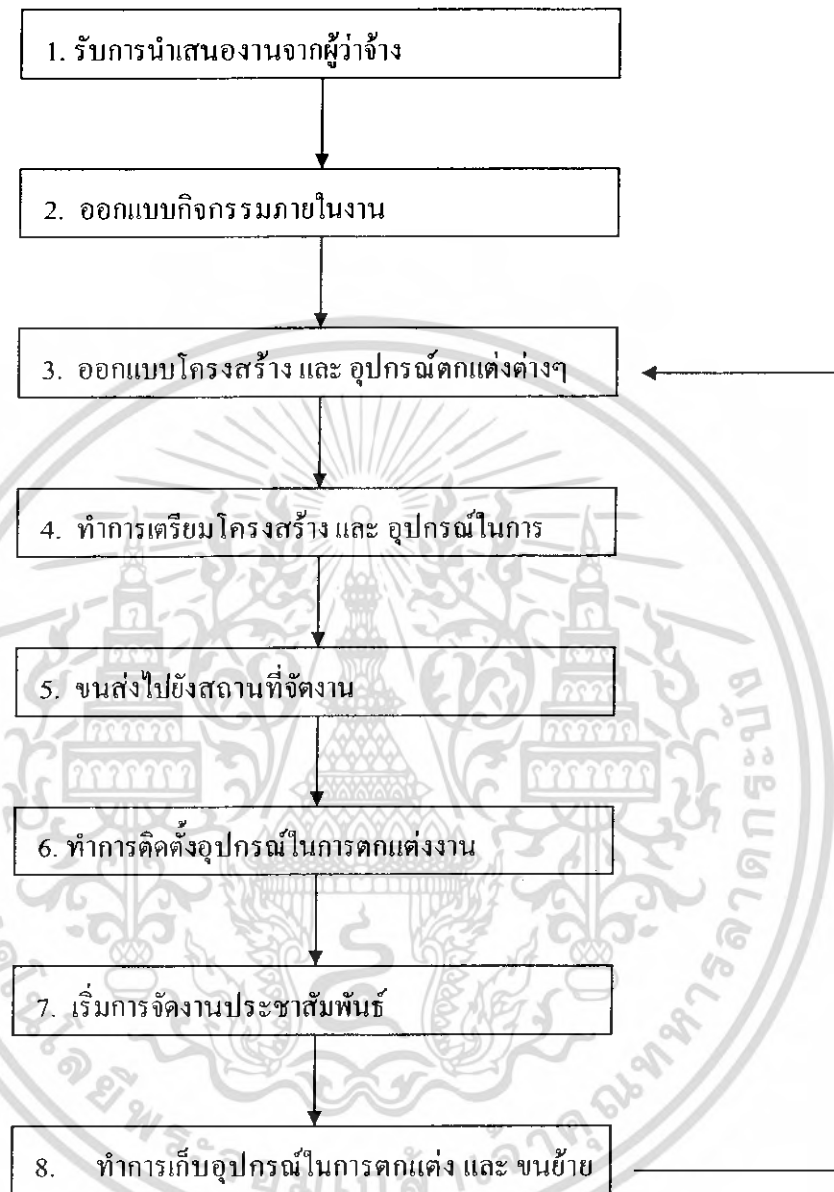 1. รับการนำเสนองานจากผู้ว่าจ้าง
2. ออกแบบกิจกรรมภายในงาน
3. ออกแบบโครงสร้าง และ อุปกรณ์ตกแต่งต่างๆ
4. ทำการเตรียมโครงสร้าง และ อุปกรณ์ในการ
5. ขนส่งไปยังสถานที่จัดงาน
6. ทำการติดตั้งอุปกรณ์ในการตกแต่งงาน
7. เริ่มการจัดงานประชาสัมพันธ์
8. ทำการเก็บอุปกรณ์ในการตกแต่ง และ ขนย้าย